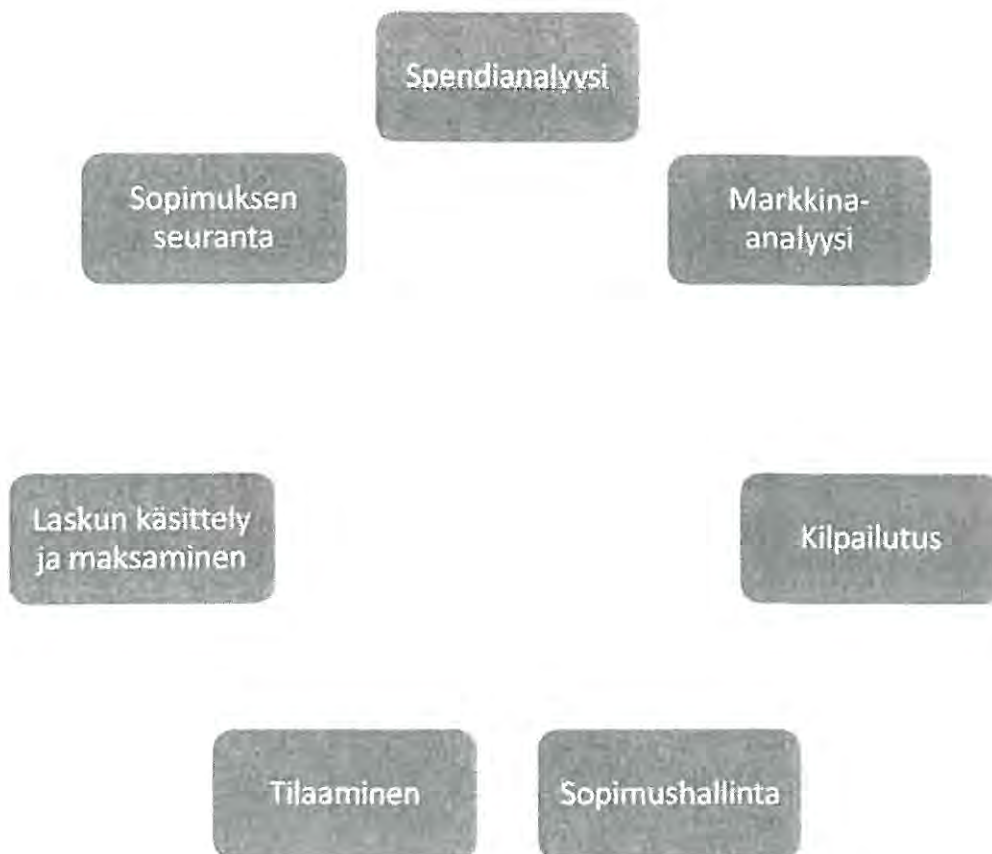 Spendianalyysi
Markkina-
analyysi
Kilpailutus
Sopimushallinta
Tilaaminen
Laskun käsittely
ja maksaminen
Sopimuksen
seuranta